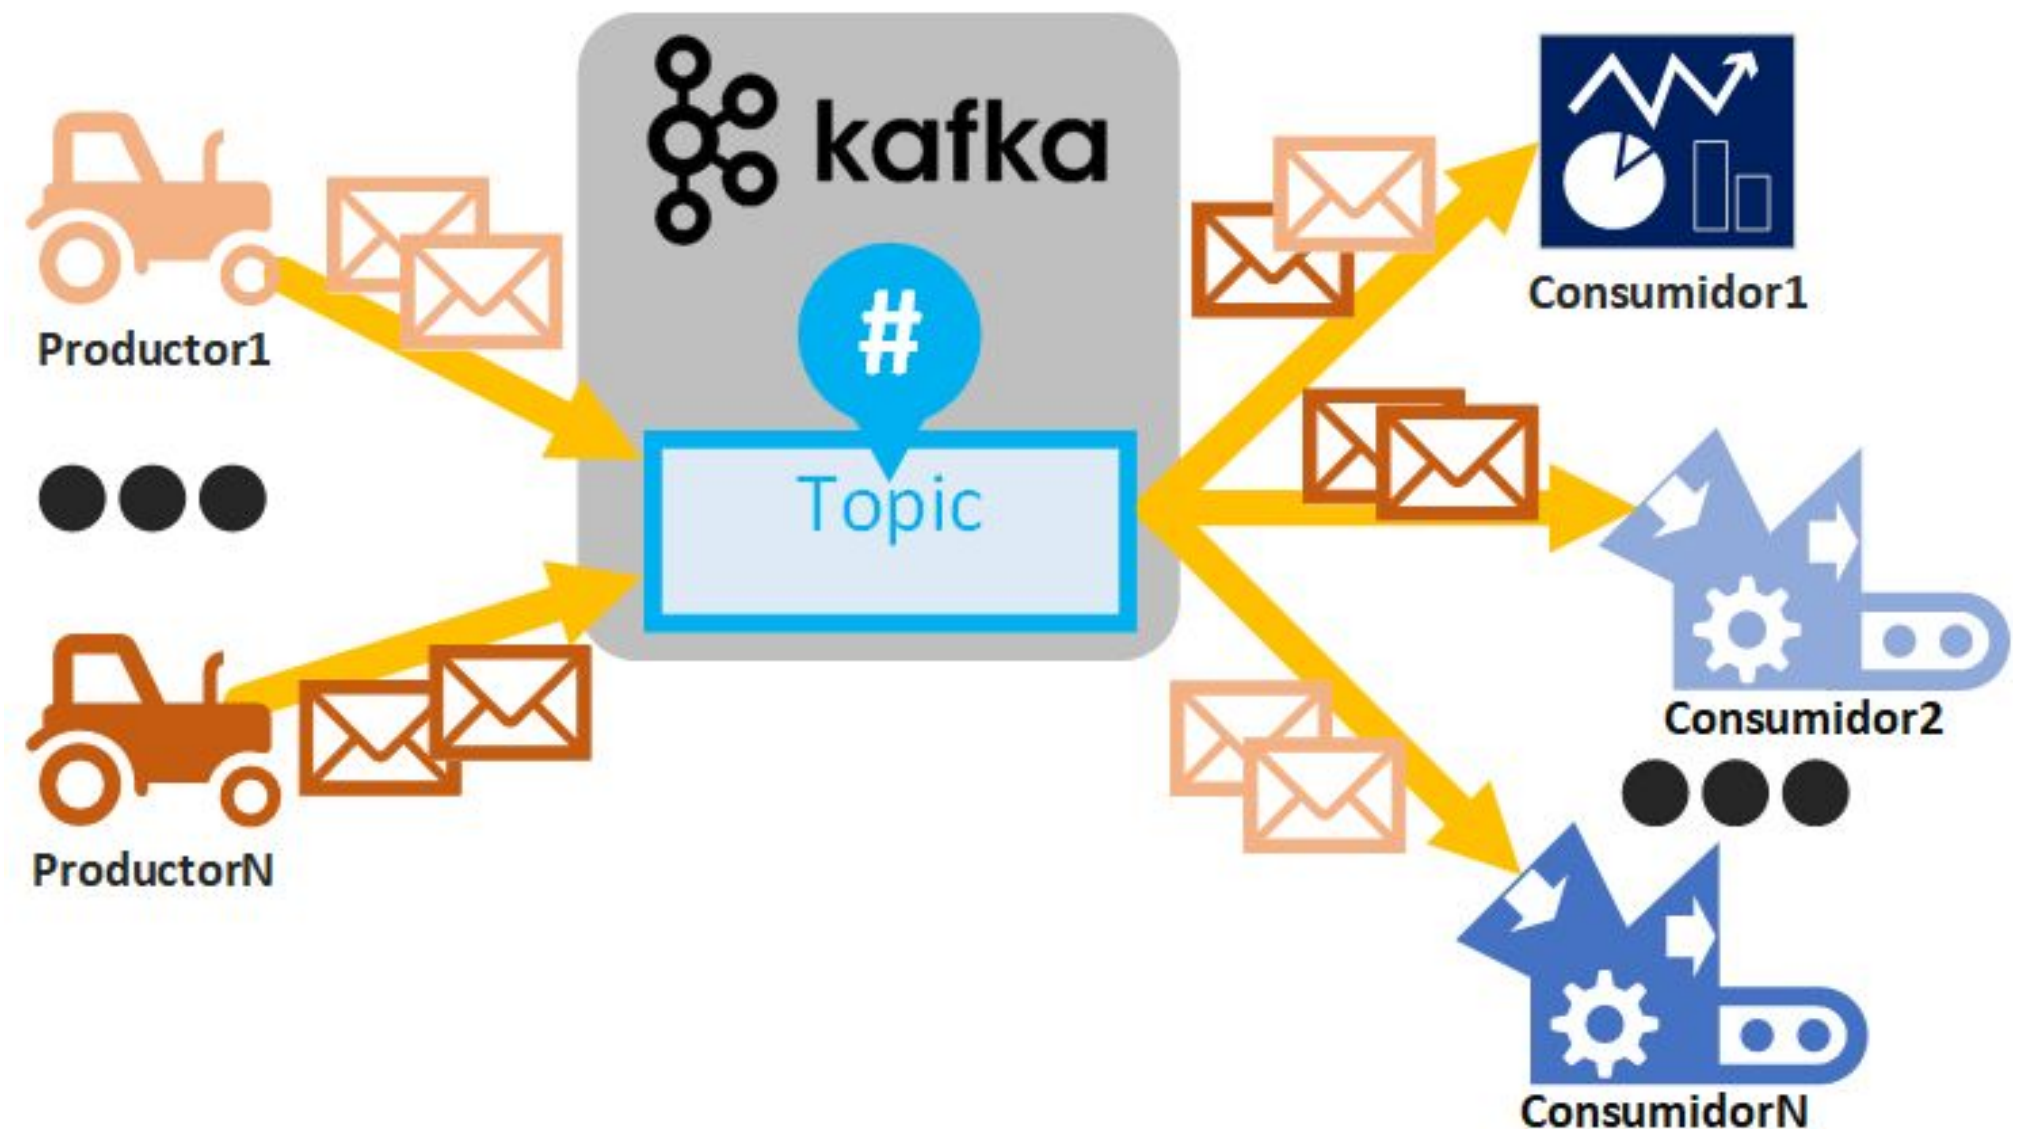 kafka
#
Topic
Productor1
ProductorN
Consumidor1
Consumidor2
ConsumidorN